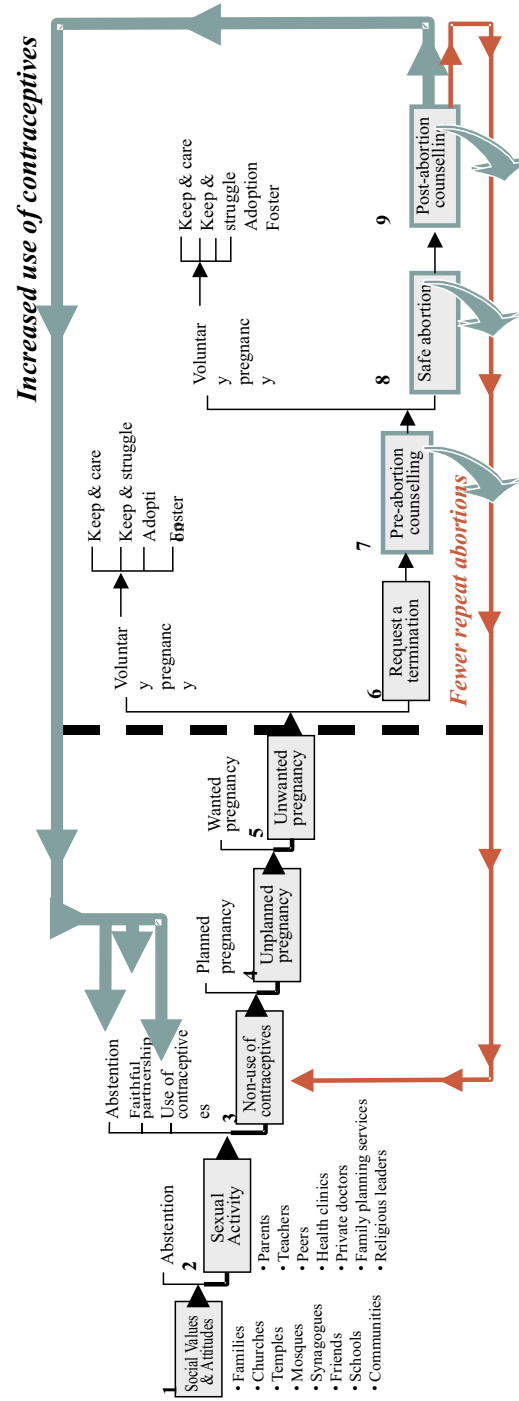 Increased use of contraceptives
1
Social Values
& Attitudes
• Families
• Churches
• Temples
• Mosques
• Synagogues
• Friends
• Schools
• Communities
Abstention
2
Sexual
Activity
• Parents
• Teachers
• Peers
• Health clinics
• Private doctors
• Family planning services
• Religious leaders
Abstention
Faithful
partnership
Use of
contraceptive
es
3
Non-use of
contraceptives
Planned
pregnancy
4
Unplanned
pregnancy
Wanted
pregnancy
5
Unwanted
pregnancy
Voluntar
y
pregnanc
y
Keep & care
Keep & struggle
Adopti
on
Foster
6
Request a
termination
7
Pre-abortion
counselling
Voluntar
y
pregnanc
y
Keep & care
Keep &
struggle
Adoption
Foster
8
Safe abortion
9
Post-abortion
counselling
Fewer repeat abortions